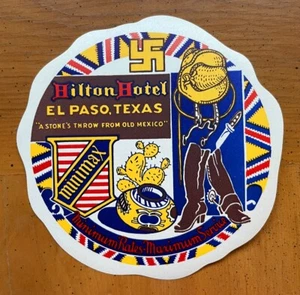 Hilton Hotel
EL PASO, TEXAS
"A STONE'S THROW FROM OLD MEXICO"
minimax
Minimum Rates - Maximum Service